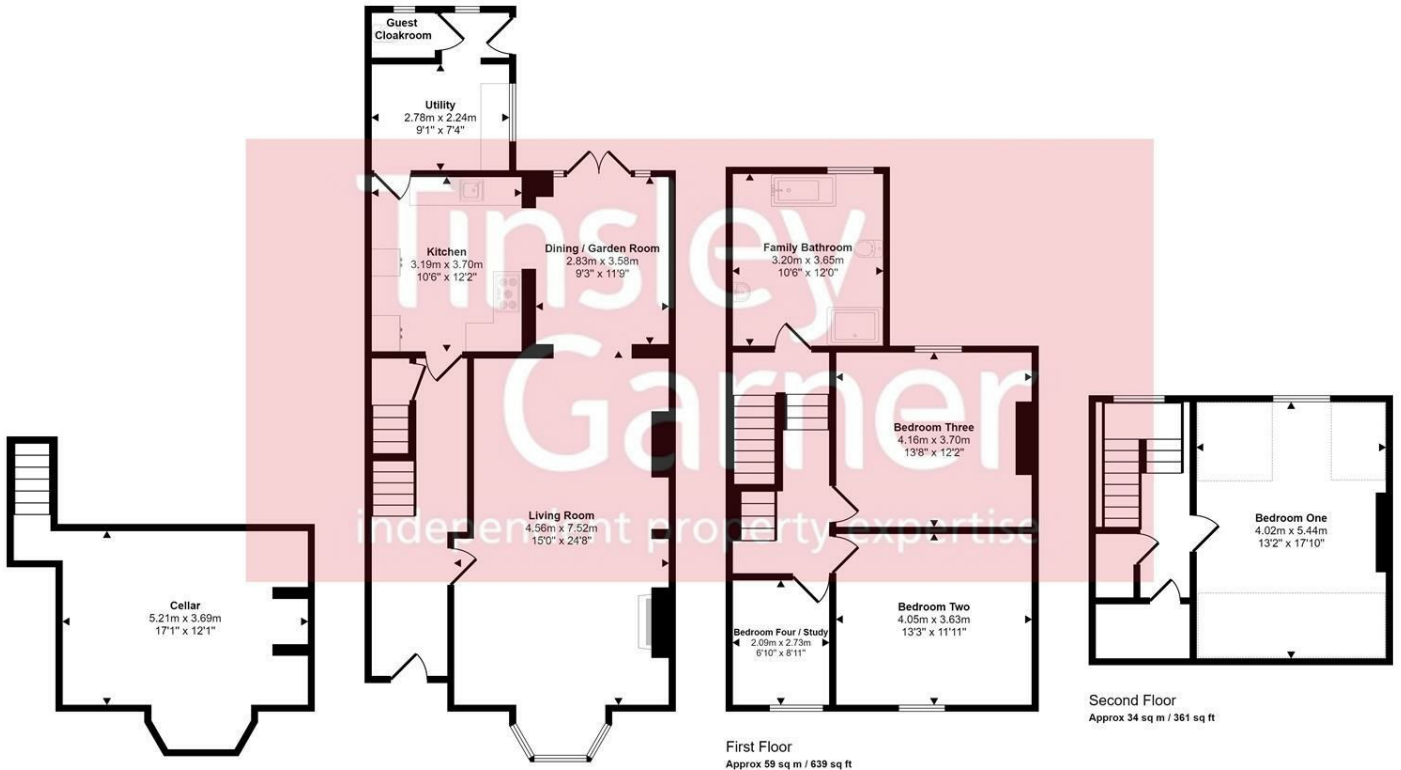 Guest
Cloakroom
Utility
2.78m x 2.24m
9'1" x 7'4"
Kitchen
3.19m x 3.70m
10'6" x 12'2"
Dining / Garden Room
2.83m x 3.58m
9'3" x 11'9"
Living Room
4.56m x 7.52m
15'0" x 24'8"
Cellar
5.21m x 3.69m
17'1" x 12'1"
Family Bathroom
3.20m x 3.65m
10'6" x 12'0"
Bedroom Three
4.16m x 3.70m
13'8" x 12'2"
Bedroom Two
4.05m x 3.63m
13'3" x 11'11"
Bedroom Four / Study
2.09m x 2.73m
6'10" x 8'11"
First Floor
Approx 59 sq m / 639 sq ft
Bedroom One
4.02m x 5.44m
13'2" x 17'10"
Second Floor
Approx 34 sq m / 361 sq ft
Tinsley
Garner
independent property expertise